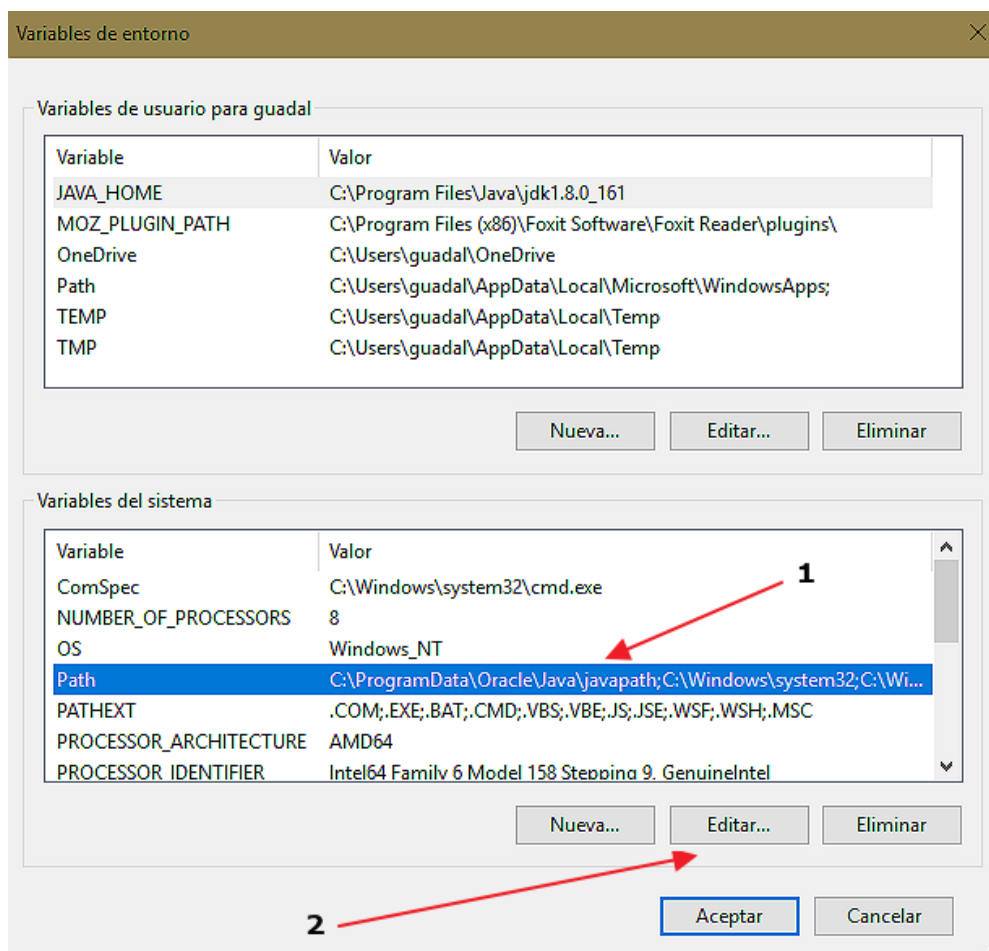 Variables de entorno
Variables de usuario para guadal
Variable Valor
JAVA_HOME C:\Program Files\Java\jdk1.8.0_161
MOZ_PLUGIN_PATH C:\Program Files (x86)\Foxit Software\Foxit Reader\plugins\
OneDrive C:\Users\guadal\OneDrive
Path C:\Users\guadal\AppData\Local\Microsoft\WindowsApps;
TEMP C:\Users\guadal\AppData\Local\Temp
TMP C:\Users\guadal\AppData\Local\Temp
Nueva... Editar... Eliminar
Variables del sistema
Variable Valor
1
ComSpec C:\Windows\system32\cmd.exe
NUMBER_OF_PROCESSORS 8
OS Windows_NT
Path C:\ProgramData\Oracle\Java\javapath;C:\Windows\system32;C:\Wi...
PATHEXT .COM;.EXE;.BAT;.CMD;.VBS;.VBE;.JS;.JSE;.WSF;.WSH;.MSC
PROCESSOR_ARCHITECTURE AMD64
PROCESSOR_IDENTIFIER Intel64 Family 6 Model 158 Stepping 9, GenuineIntel
Nueva... Editar... Eliminar
2
Aceptar Cancelar